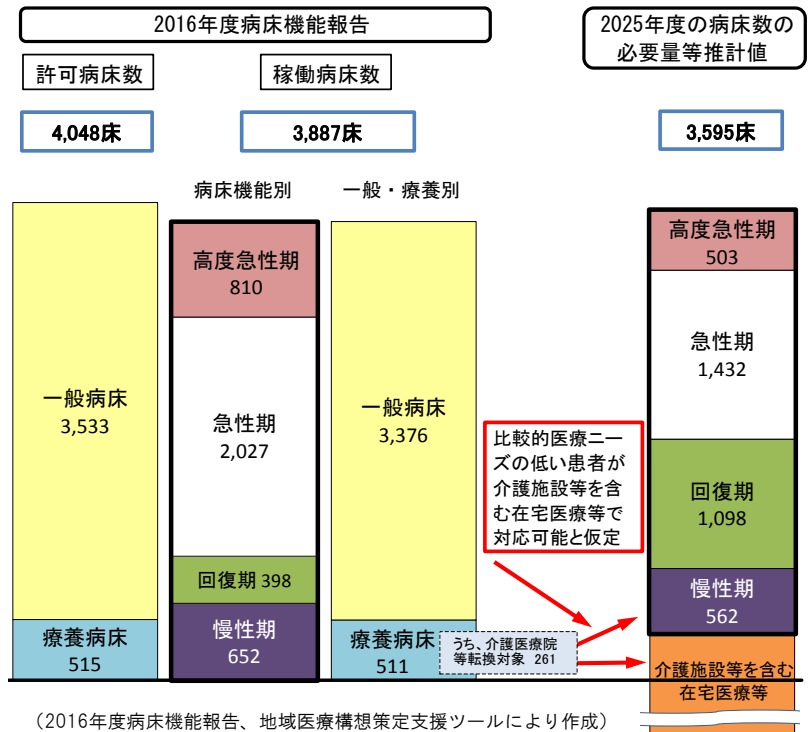 2016年度病床機能報告
2025年度の病床数の
必要量等推計値
許可病床数
稼働病床数
4,048床
3,887床
3,595床
病床機能別
一般・療養別
一般病床
3,533
療養病床
515
高度急性期
810
急性期
2,027
回復期 398
慢性期
652
一般病床
3,376
療養病床
511
うち、介護医療院
等転換対象 261
比較的医療ニー
ズの低い患者が
介護施設等を含
む在宅医療等で
対応可能と仮定
高度急性期
503
急性期
1,432
回復期
1,098
慢性期
562
介護施設等を含む
在宅医療等
（2016年度病床機能報告、地域医療構想策定支援ツールにより作成）